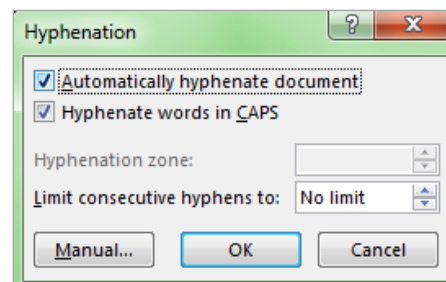 Hyphenation
?
Automatically hyphenate document
Hyphenate words in CAPS
Hyphenation zone:
Limit consecutive hyphens to: No limit
Manual... OK Cancel